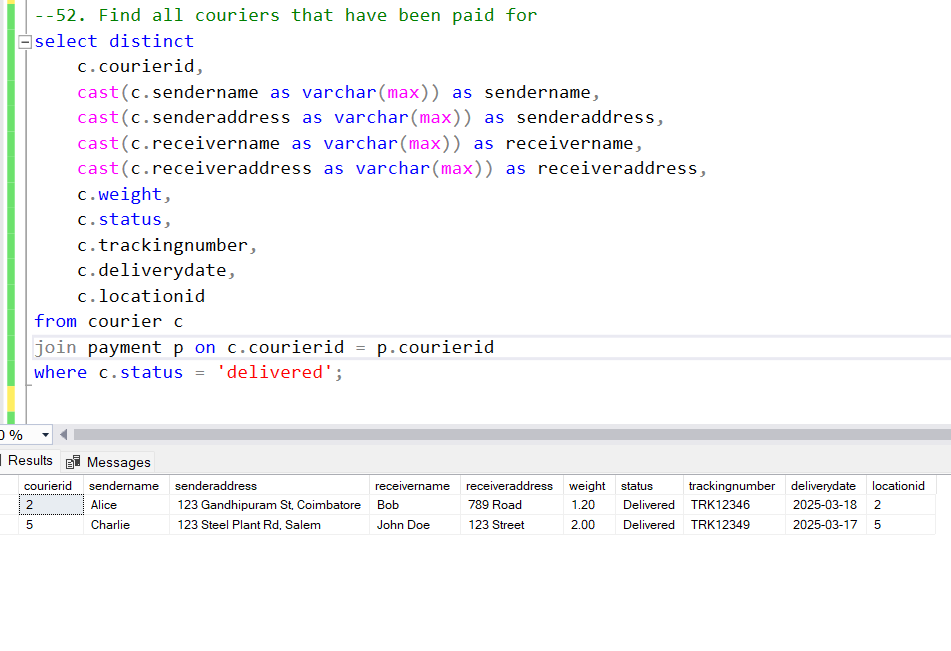 --52. Find all couriers that have been paid for
select distinct
c.courierid,
cast(c.sendername as varchar(max)) as sendername,
cast(c.senderaddress as varchar(max)) as senderaddress,
cast(c.receivername as varchar(max)) as receivername,
cast(c.receiveraddress as varchar(max)) as receiveraddress,
c.weight,
c.status,
c.trackingnumber,
c.deliverydate,
c.locationid
from courier c
join payment p on c.courierid = p.courierid
where c.status = 'delivered';
0 %
Results Messages
courierid sendername senderaddress receivername receiveraddress weight status trackingnumber deliverydate locationid
2 Alice 123 Gandhipuram St, Coimbatore Bob 789 Road 1.20 Delivered TRK12346 2025-03-18 2
5 Charlie 123 Steel Plant Rd, Salem John Doe 123 Street 2.00 Delivered TRK12349 2025-03-17 5